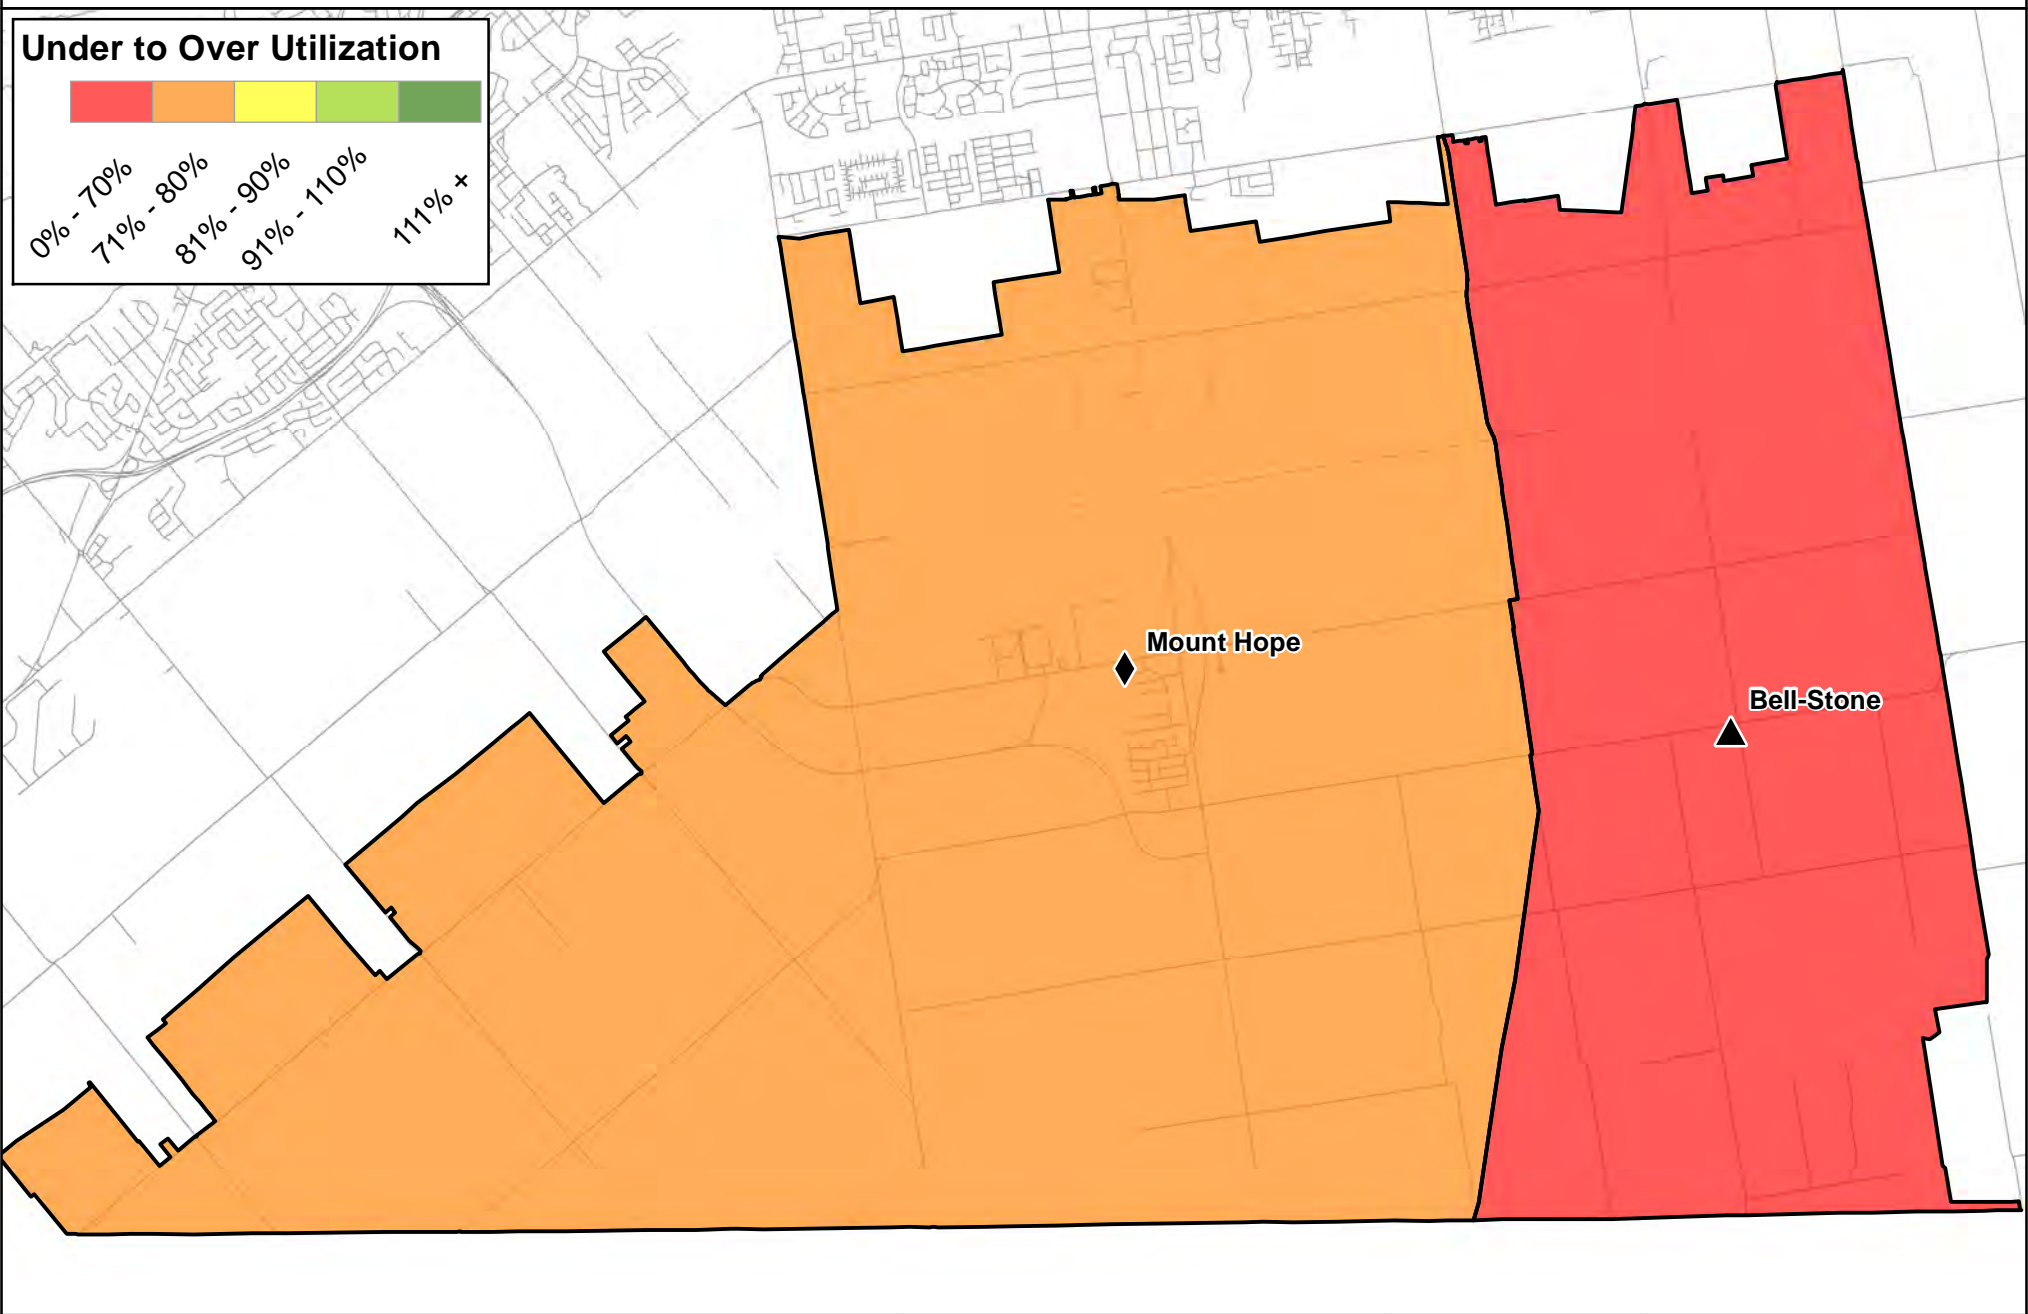 Under to Over Utilization
0% - 70%
71% - 80%
81% - 90%
91% - 110%
111% +
Mount Hope
Bell-Stone